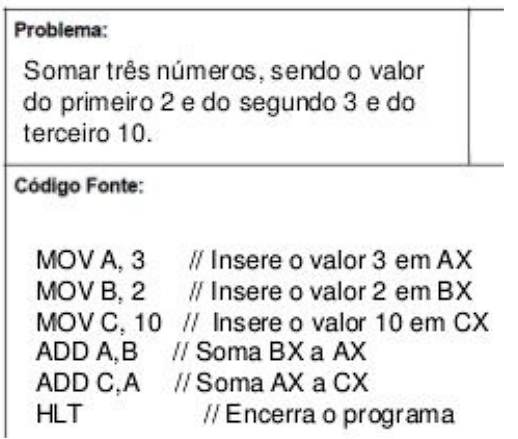 Problema:
Somar três números, sendo o valor
do primeiro 2 e do segundo 3 e do
terceiro 10.
Código Fonte:
MOV A, 3 // Insere o valor 3 em AX
MOV B, 2 // Insere o valor 2 em BX
MOV C, 10 // Insere o valor 10 em CX
ADD A,B // Soma BX a AX
ADD C,A // Soma AX a CX
HLT // Encerra o programa